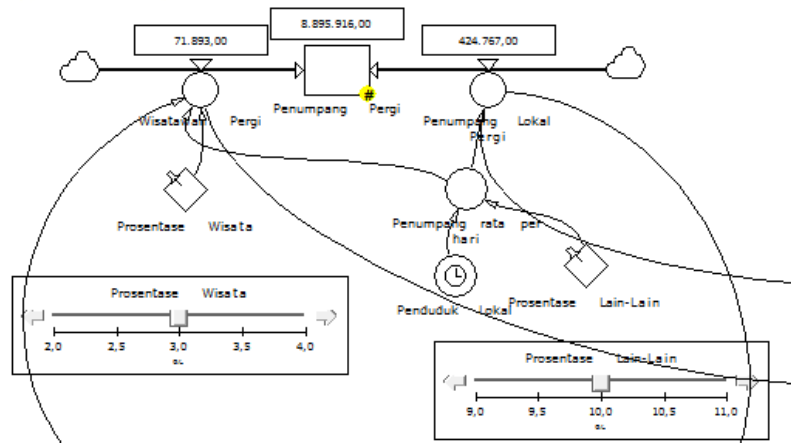 8.895.916,00
71.893,00
424.767,00
#
Penumpang Pergi
Wisatawan Pergi
Penumpang Lokal
Pergi
Prosentase Wisata
Penumpang rata per
hari
Penduduk Lokal
Prosentase Lain-Lain
Prosentase Wisata
2,0 2,5 3,0 3,5 4,0
Prosentase Lain-Lain
9,0 9,5 10,0 10,5 11,0